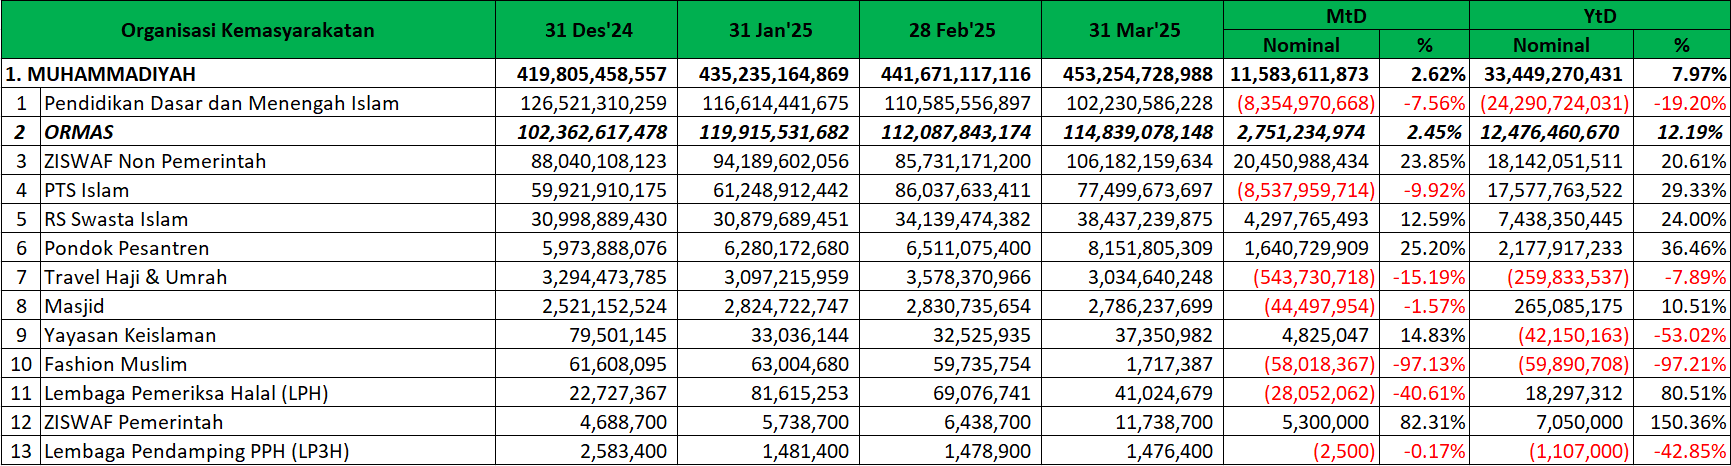 Organisasi Kemasyarakatan 31 Des'24 31 Jan'25 28 Feb'25 31 Mar'25 MtD YtD
Nominal % Nominal %
1. MUHAMMADIYAH 419,805,458,557 435,235,164,869 441,671,117,116 453,254,728,988 11,583,611,873 2.62% 33,449,270,431 7.97%
1 Pendidikan Dasar dan Menengah Islam 126,521,310,259 116,614,441,675 110,585,556,897 102,230,586,228 (8,354,970,668) -7.56% (24,290,724,031) -19.20%
2 ORMAS 102,362,617,478 119,915,531,682 112,087,843,174 114,839,078,148 2,751,234,974 2.45% 12,476,460,670 12.19%
3 ZISWAF Non Pemerintah 88,040,108,123 94,189,602,056 85,731,171,200 106,182,159,634 20,450,988,434 23.85% 18,142,051,511 20.61%
4 PTS Islam 59,921,910,175 61,248,912,442 86,037,633,411 77,499,673,697 (8,537,959,714) -9.92% 17,577,763,522 29.33%
5 RS Swasta Islam 30,998,889,430 30,879,689,451 34,139,474,382 38,437,239,875 4,297,765,493 12.59% 7,438,350,445 24.00%
6 Pondok Pesantren 5,973,888,076 6,280,172,680 6,511,075,400 8,151,805,309 1,640,729,909 25.20% 2,177,917,233 36.46%
7 Travel Haji & Umrah 3,294,473,785 3,097,215,959 3,578,370,966 3,034,640,248 (543,730,718) -15.19% (259,833,537) -7.89%
8 Masjid 2,521,152,524 2,824,722,747 2,830,735,654 2,786,237,699 (44,497,954) -1.57% 265,085,175 10.51%
9 Yayasan Keislaman 79,501,145 33,036,144 32,525,935 37,350,982 4,825,047 14.83% (42,150,163) -53.02%
10 Fashion Muslim 61,608,095 63,004,680 59,735,754 1,717,387 (58,018,367) -97.13% (59,890,708) -97.21%
11 Lembaga Pemeriksa Halal (LPH) 22,727,367 81,615,253 69,076,741 41,024,679 (28,052,062) -40.61% 18,297,312 80.51%
12 ZISWAF Pemerintah 4,688,700 5,738,700 6,438,700 11,738,700 5,300,000 82.31% 7,050,000 150.36%
13 Lembaga Pendamping PPH (LP3H) 2,583,400 1,481,400 1,478,900 1,476,400 (2,500) -0.17% (1,107,000) -42.85%